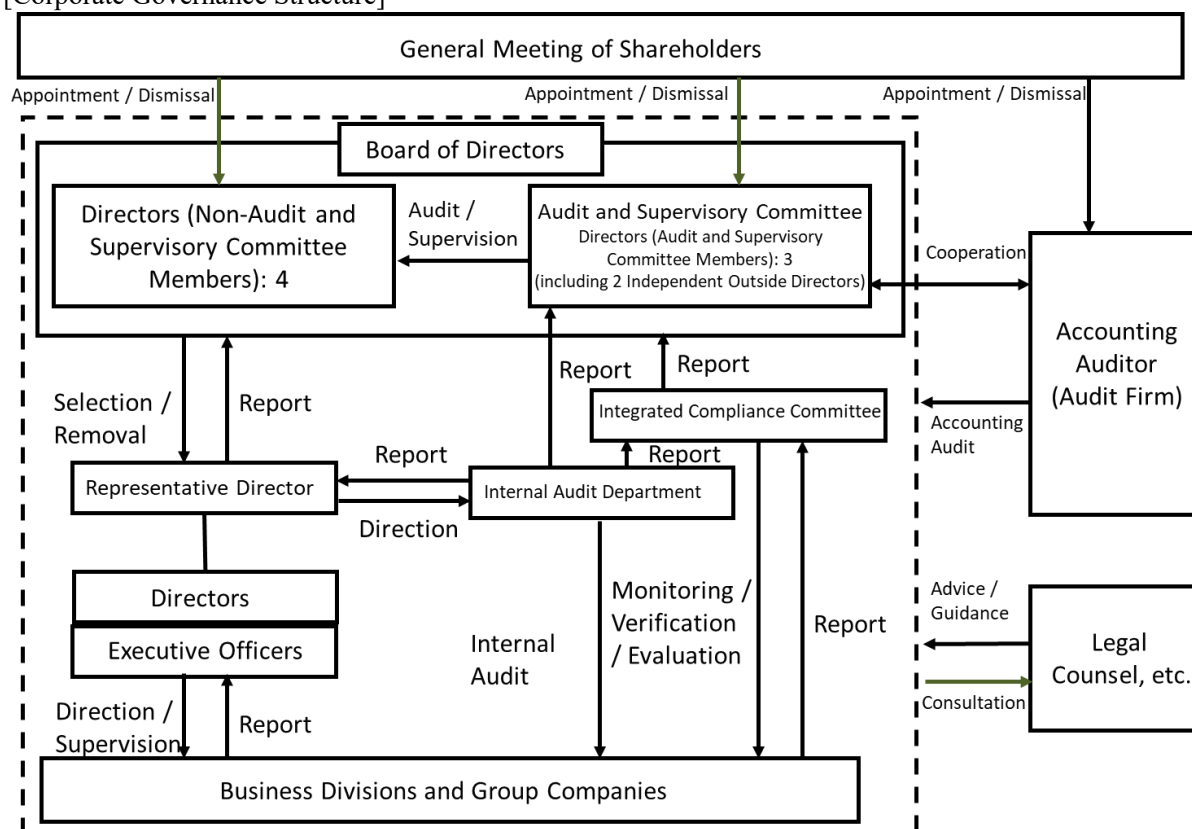 [Corporate Governance Structure]
General Meeting of Shareholders
Appointment / Dismissal
Appointment / Dismissal
Appointment / Dismissal
Board of Directors
Directors (Non-Audit and
Supervisory Committee
Members): 4
Audit /
Supervision
Audit and Supervisory Committee
Directors (Audit and Supervisory
Committee Members): 3
(including 2 Independent Outside Directors)
Cooperation
Accounting
Auditor
(Audit Firm)
Accounting
Audit
Selection /
Removal
Report
Report
Report
Integrated Compliance Committee
Report
Report
Representative Director
Internal Audit Department
Direction
Directors
Executive Officers
Internal
Audit
Monitoring /
Verification
/ Evaluation
Report
Advice /
Guidance
Legal
Counsel, etc.
Consultation
Direction /
Supervision
Report
Business Divisions and Group Companies